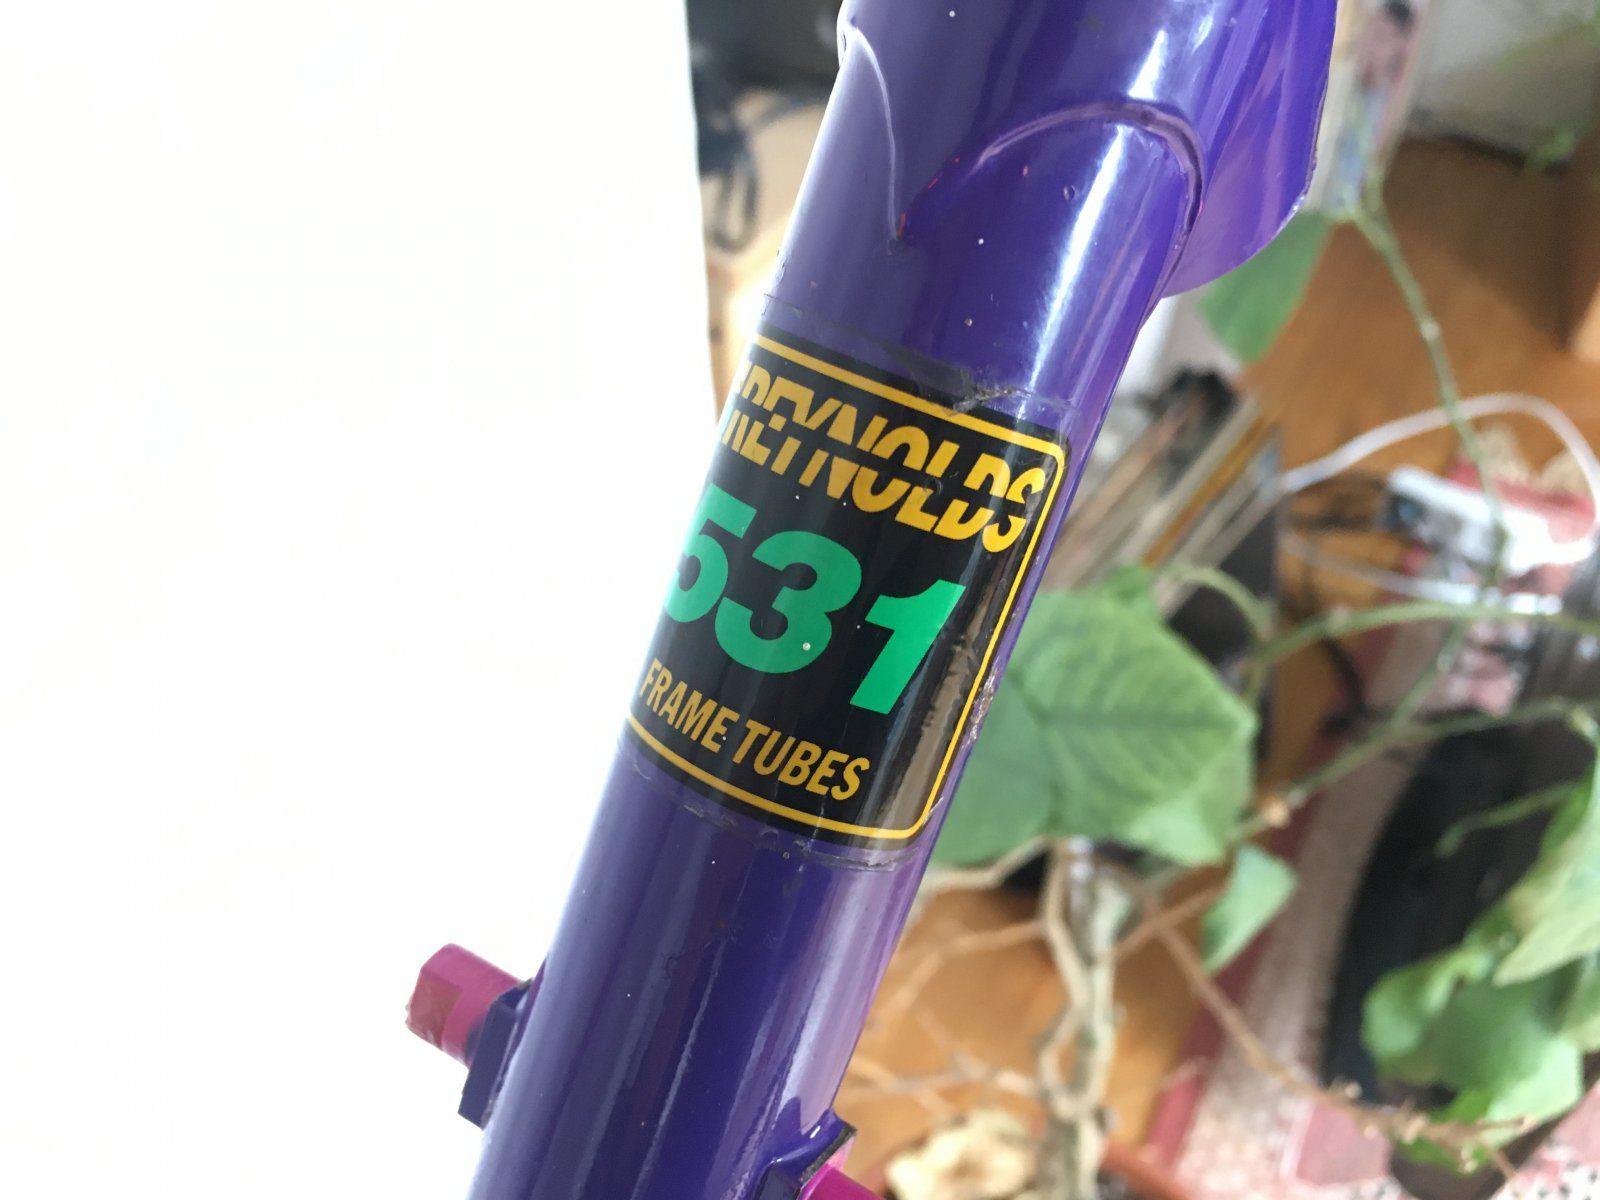 REYNOLDS
531
FRAME TUBES